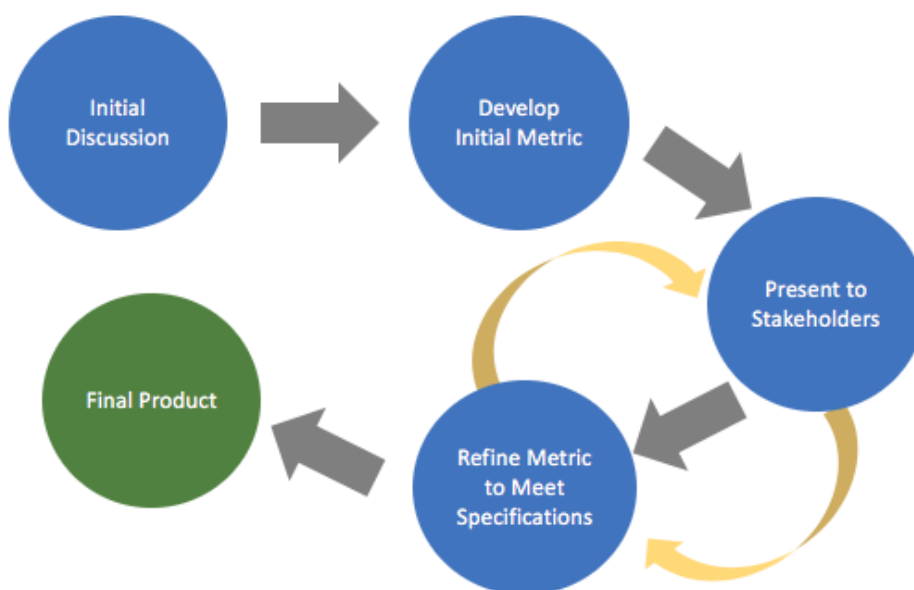 Initial
Discussion
Develop
Initial Metric
Present to
Stakeholders
Refine Metric
to Meet
Specifications
Final Product